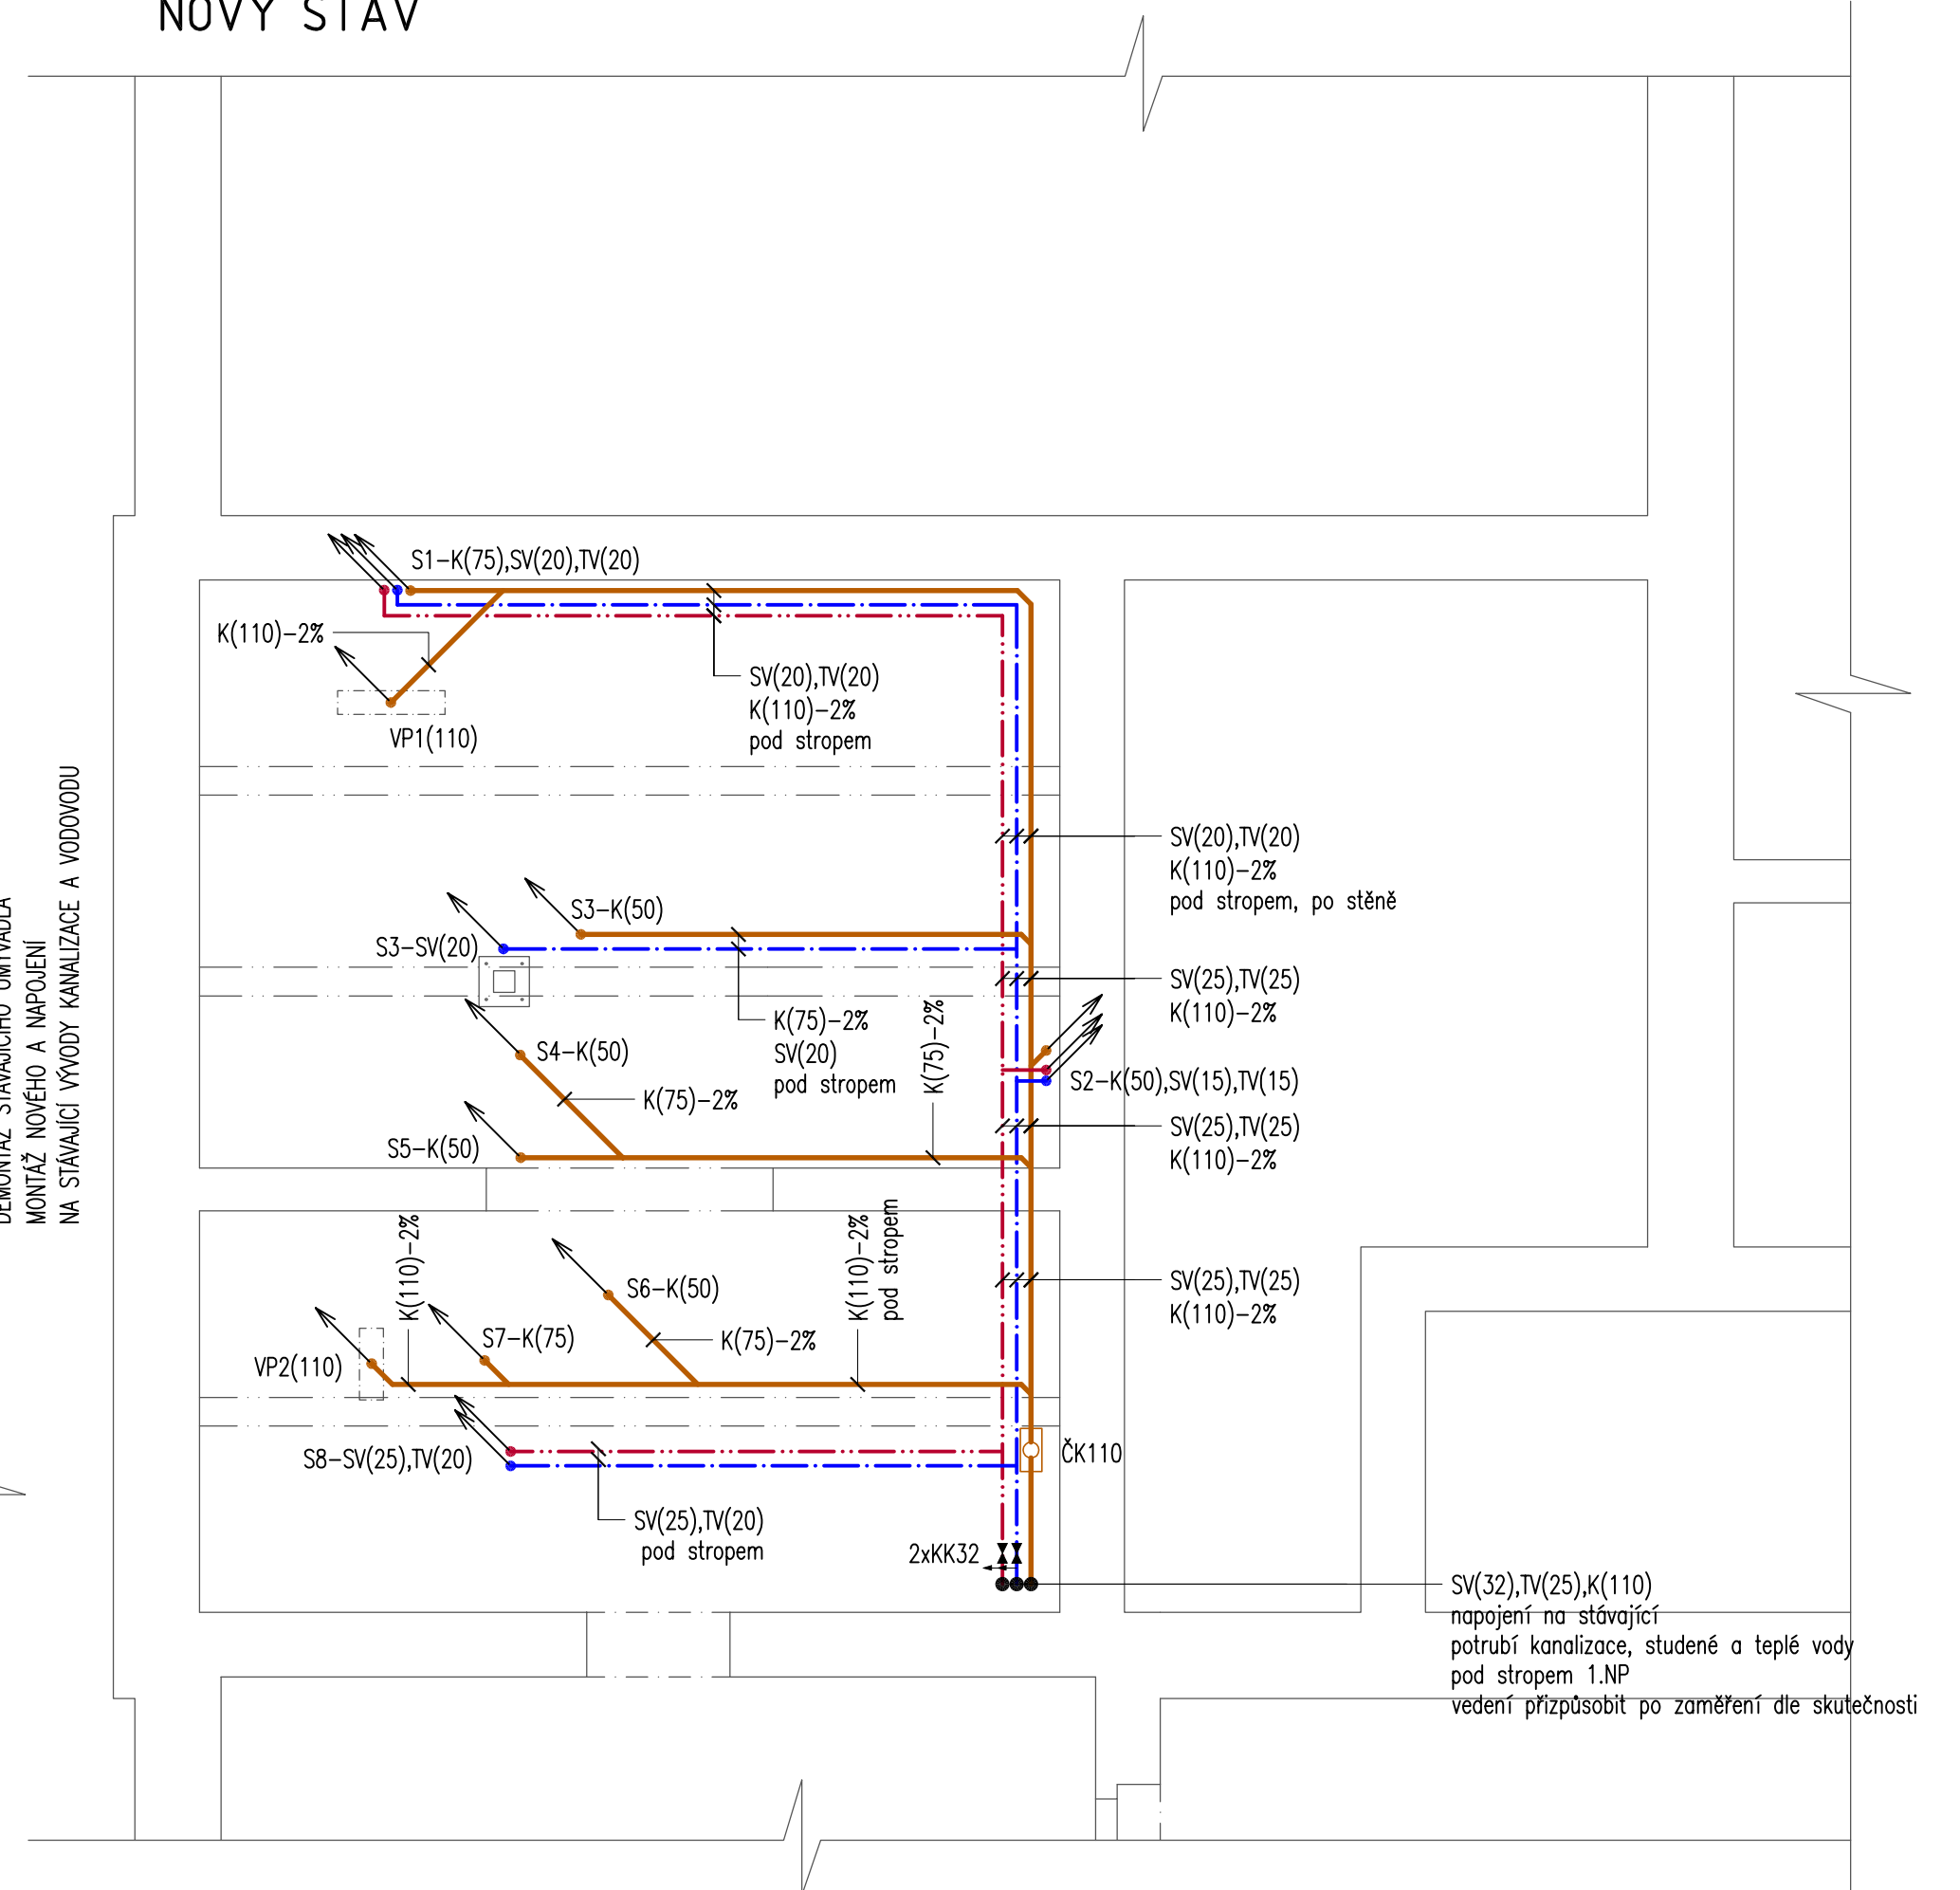 NOVÝ STAV
S1-K(75),SV(20),TV(20)
K(110)-2%
VP1(110)
SV(20),TV(20)
K(110)-2%
pod stropem
SV(20),TV(20)
K(110)-2%
pod stropem, po stěně
S3-K(50)
S3-SV(20)
K(75)-2%
SV(20)
pod stropem
K(75)-2%
SV(25),TV(25)
K(110)-2%
S4-K(50)
K(75)-2%
S2-K(50),SV(15),TV(15)
S5-K(50)
SV(25),TV(25)
K(110)-2%
K(110)-2%
K(110)-2%
pod stropem
S6-K(50)
K(75)-2%
S7-K(75)
VP2(110)
SV(25),TV(25)
K(110)-2%
S8-SV(25),TV(20)
ČK110
SV(25),TV(20)
pod stropem
2xKK32
SV(32),TV(25),K(110)
napojení na stávající
potrubí kanalizace, studené a teplé vody
pod stropem 1.NP
vedení přizpůsobit po zaměření dle skutečnosti
DEMONTÁŽ STÁVAJÍCÍHO UMYVADLA
MONTÁŽ NOVÉHO A NAPOJENÍ
NA STÁVAJÍCÍ VÝVODY KANALIZACE A VODOVODU